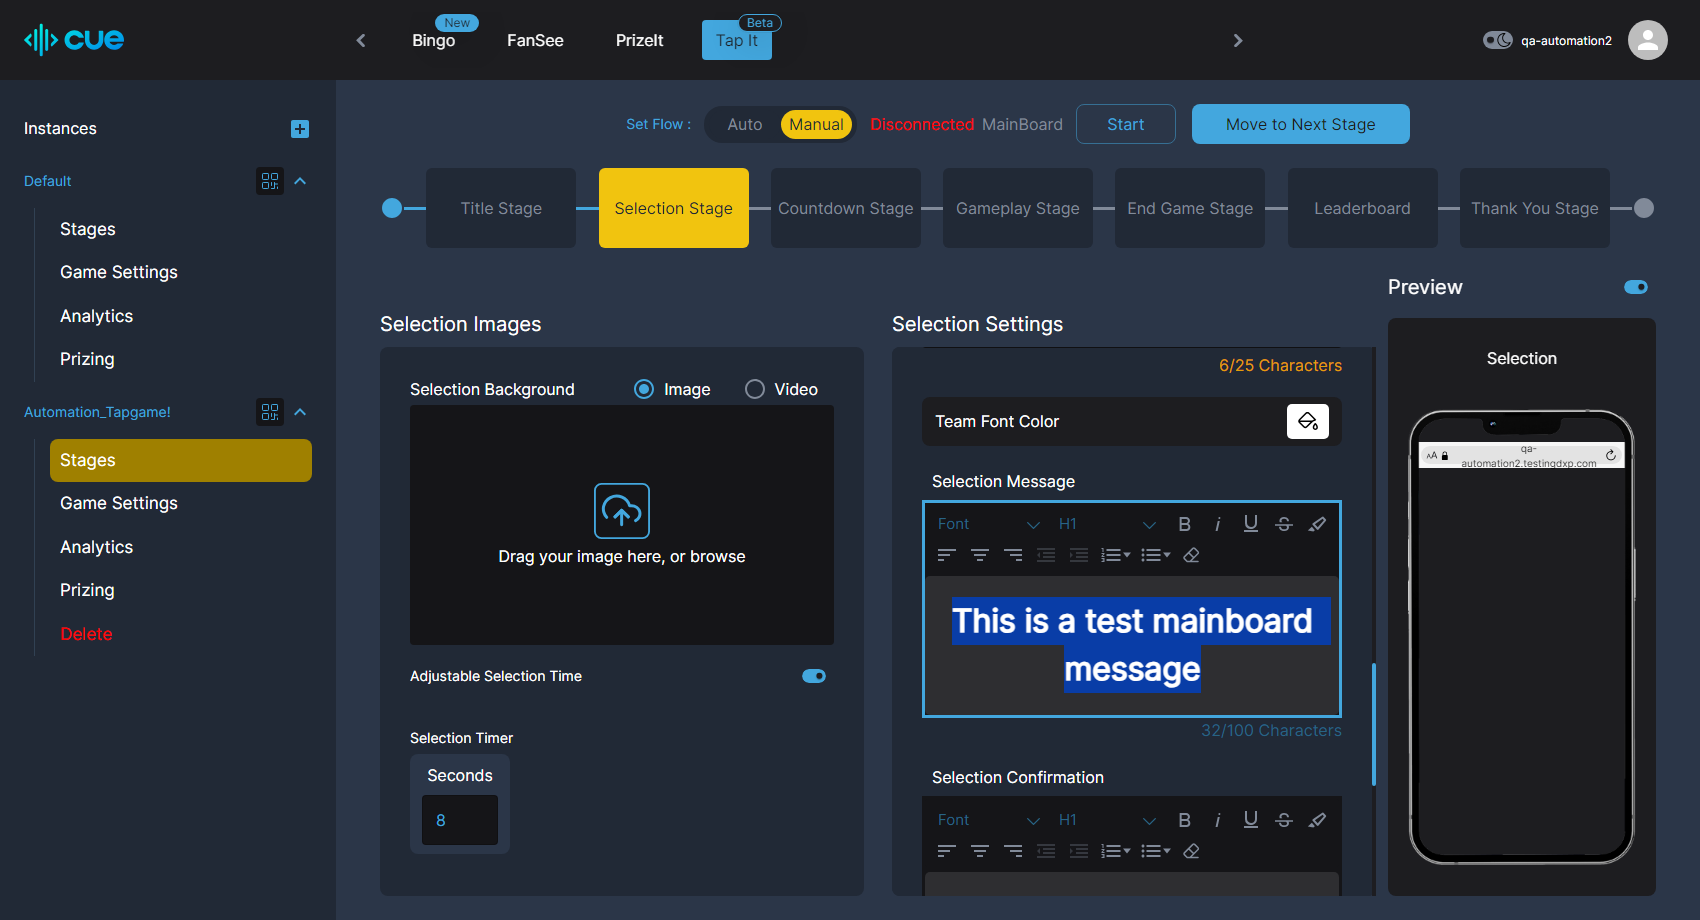 cue
New
Bingo
FanSee
PrizeIt
Beta
Tap It
qa-automation2
Instances
Default
Stages
Game Settings
Analytics
Prizing
Automation_Tapgame!
Stages
Game Settings
Analytics
Prizing
Delete
Set Flow :
Auto
Manual
Disconnected MainBoard
Start
Move to Next Stage
Title Stage
Selection Stage
Countdown Stage
Gameplay Stage
End Game Stage
Leaderboard
Thank You Stage
Selection Images
Selection Background
Image
Video
Drag your image here, or browse
Adjustable Selection Time
Selection Timer
Seconds
8
Selection Settings
6/25 Characters
Team Font Color
Selection Message
Font
H1
B i U S
This is a test mainboard
message
32/100 Characters
Selection Confirmation
Font
H1
B i U S
Preview
Selection
AA
qa-
automation2.testingdxp.com